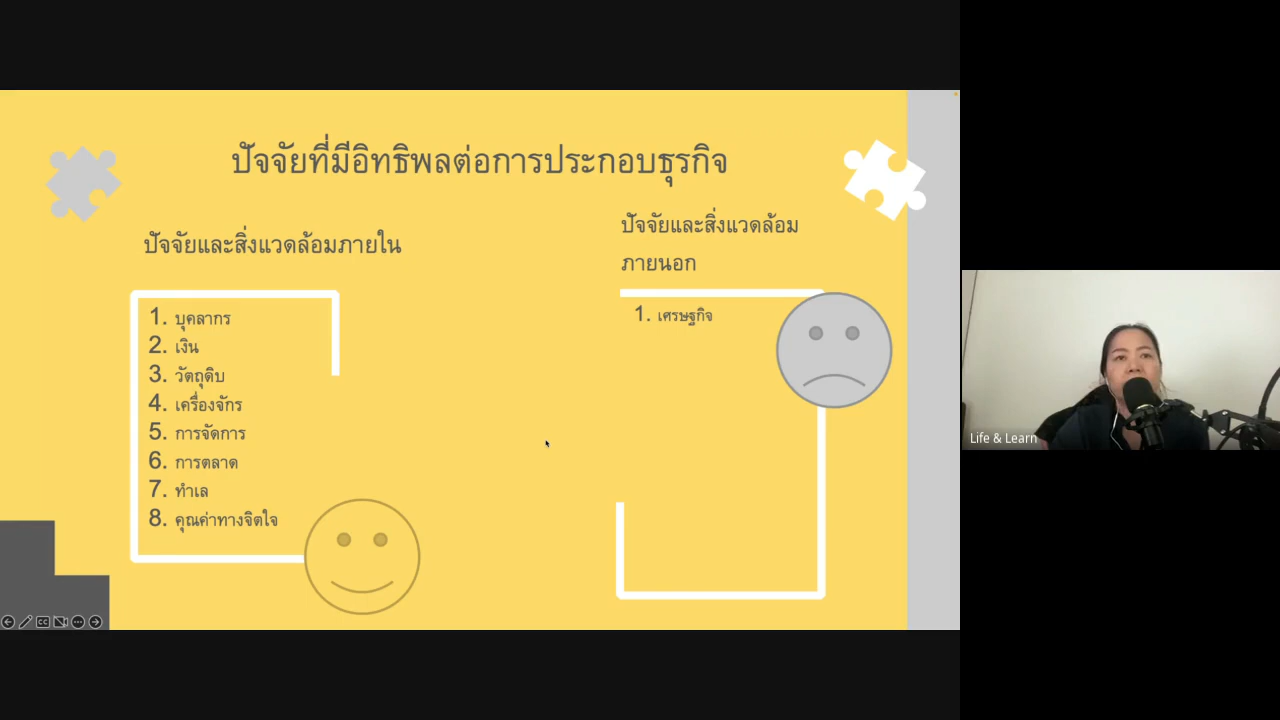 ปัจจัยที่มีอิทธิพลต่อการประกอบธุรกิจ
ปัจจัยและสิ่งแวดล้อมภายใน
1. บุคลากร
2. เงิน
3. วัตถุดิบ
4. เครื่องจักร
5. การจัดการ
6. การตลาด
7. ทำเล
8. คุณค่าทางจิตใจ
ปัจจัยและสิ่งแวดล้อม
ภายนอก
1. เศรษฐกิจ
Life & Learn